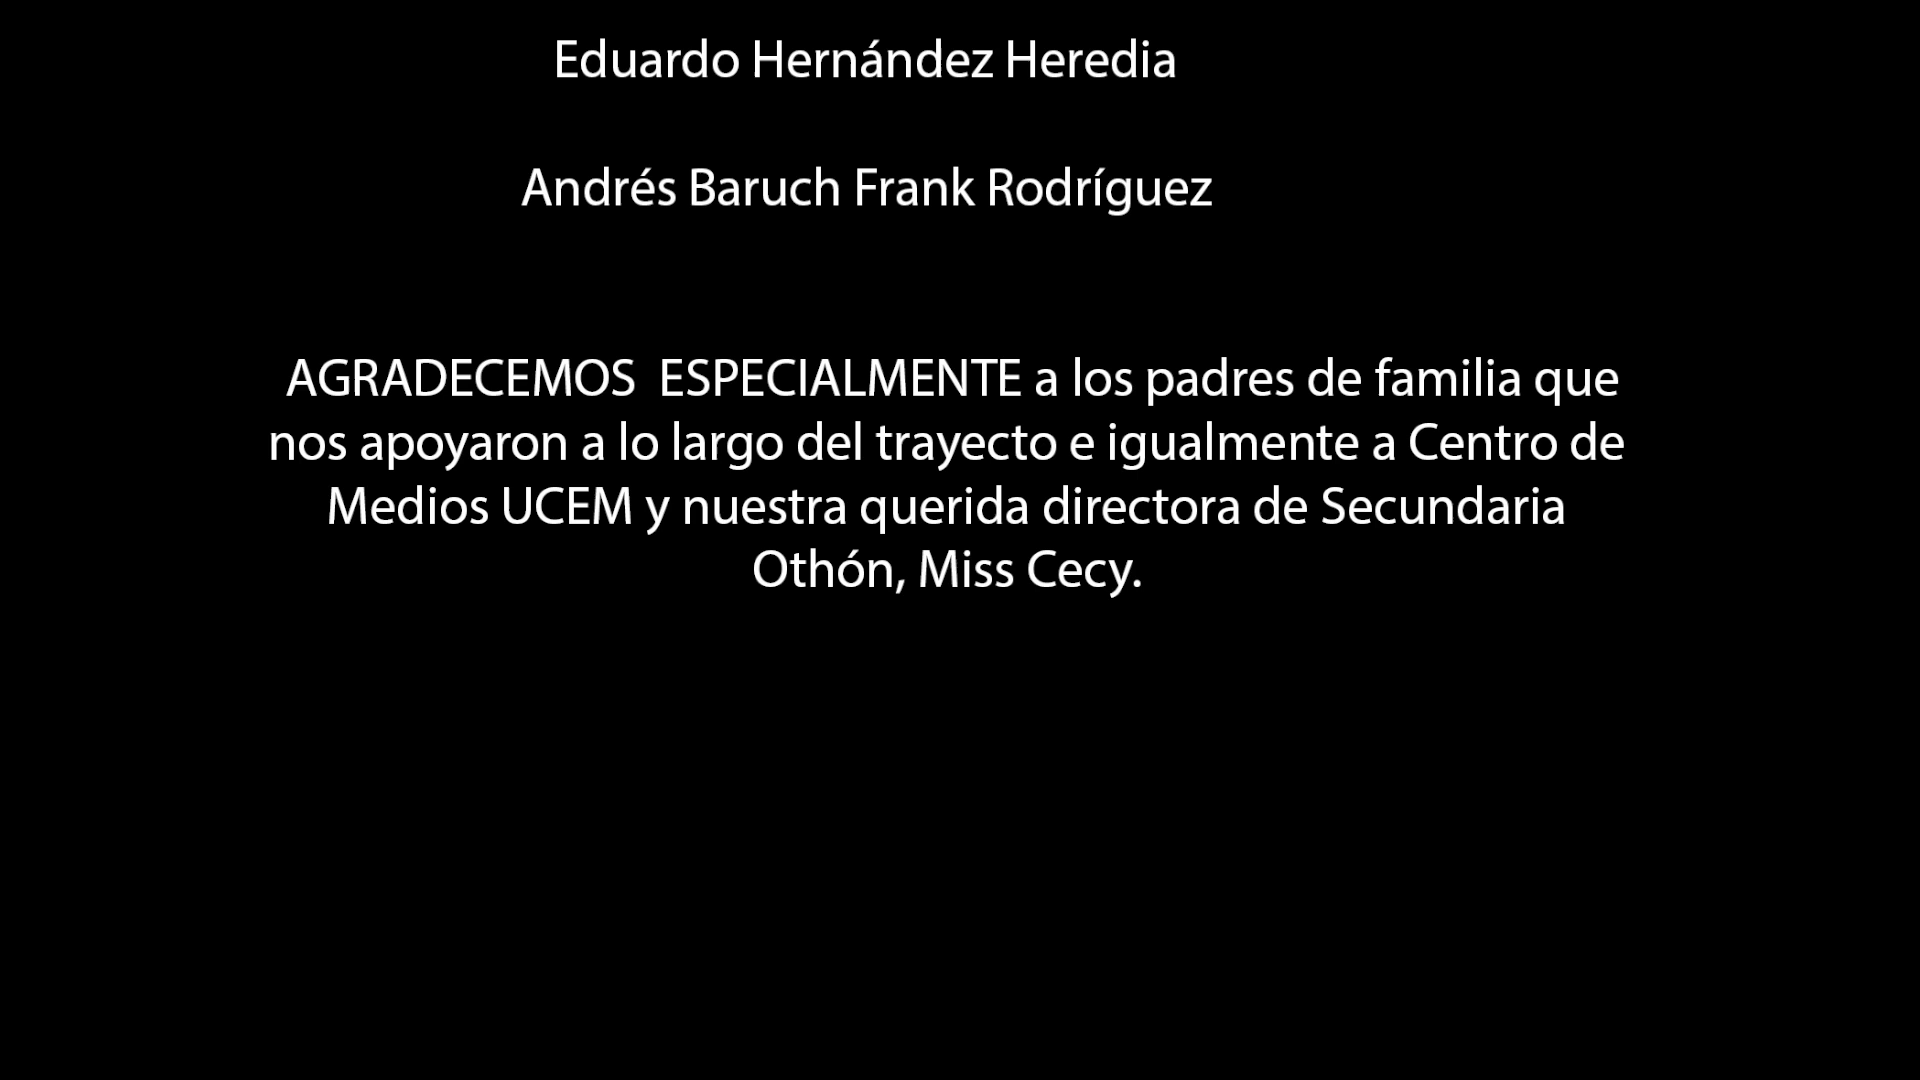 Eduardo Hernández Heredia
Andrés Baruch Frank Rodríguez
AGRADECEMOS  ESPECIALMENTE a los padres de familia que
nos apoyaron a lo largo del trayecto e igualmente a Centro de
Medios UCEM y nuestra querida directora de Secundaria
Othón, Miss Cecy.